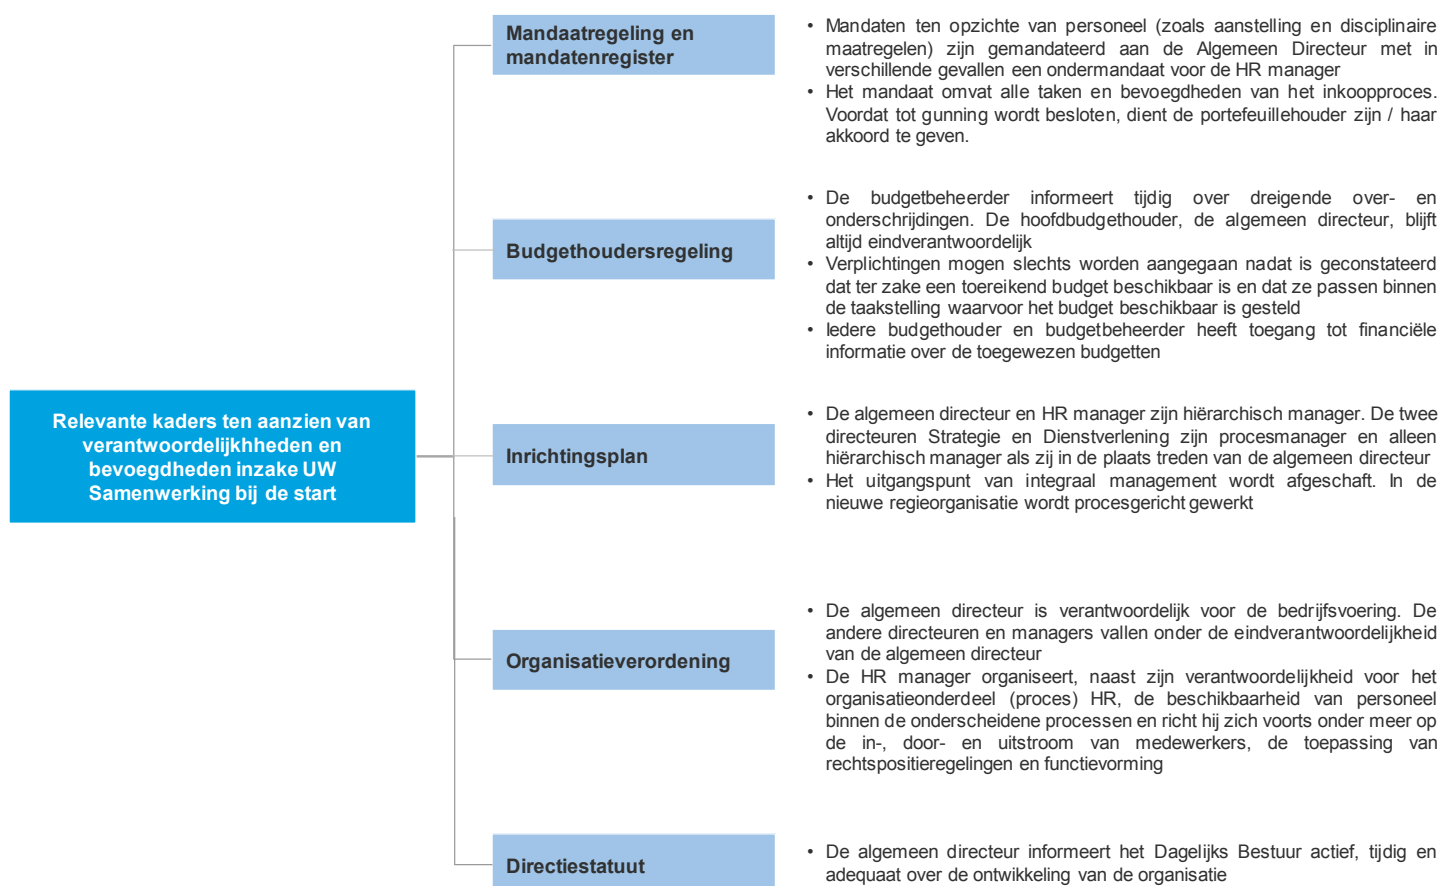 Relevante kaders ten aanzien van
verantwoordelijkhheden en
bevoegdheden inzake UW
Samenwerking bij de start
Mandaatregeling en
mandatenregister
• Mandaten ten opzichte van personeel (zoals aanstelling en disciplinaire
maatregelen) zijn gemandateerd aan de Algemeen Directeur met in
verschillende gevallen een ondermandaat voor de HR manager
• Het mandaat omvat alle taken en bevoegdheden van het inkoopproces.
Voordat tot gunning wordt besloten, dient de portefeuillehouder zijn / haar
akkoord te geven.
Budgethoudersregeling
• De budgetbeheerder informeert tijdig over dreigende over- en
onderschrijdingen. De hoofdbudgethouder, de algemeen directeur, blijft
altijd eindverantwoordelijk
• Verplichtingen mogen slechts worden aangegaan nadat is geconstateerd
dat ter zake een toereikend budget beschikbaar is en dat ze passen binnen
de taakstelling waarvoor het budget beschikbaar is gesteld
• Iedere budgethouder en budgetbeheerder heeft toegang tot financiële
informatie over de toegewezen budgetten
Inrichtingsplan
• De algemeen directeur en HR manager zijn hiërarchisch manager. De twee
directeuren Strategie en Dienstverlening zijn procesmanager en alleen
hiërarchisch manager als zij in de plaats treden van de algemeen directeur
• Het uitgangspunt van integraal management wordt afgeschaft. In de
nieuwe regieorganisatie wordt procesgericht gewerkt
Organisatieverordening
• De algemeen directeur is verantwoordelijk voor de bedrijfsvoering. De
andere directeuren en managers vallen onder de eindverantwoordelijkheid
van de algemeen directeur
• De HR manager organiseert, naast zijn verantwoordelijkheid voor het
organisatieonderdeel (proces) HR, de beschikbaarheid van personeel
binnen de onderscheidene processen en richt hij zich voorts onder meer op
de in-, door- en uitstroom van medewerkers, de toepassing van
rechtspositieregelingen en functievorming
Directiestatuut
• De algemeen directeur informeert het Dagelijks Bestuur actief, tijdig en
adequaat over de ontwikkeling van de organisatie